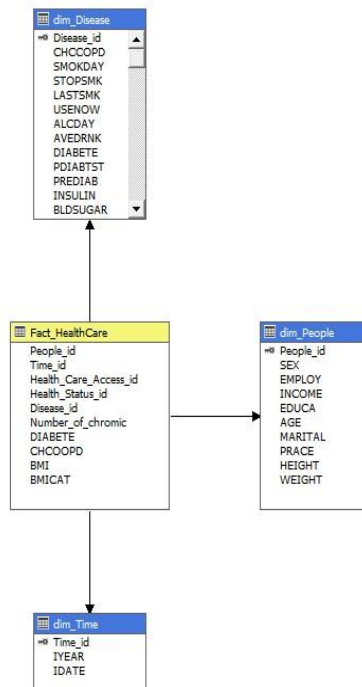 dim_Disease
Disease_id
CHCCOPD
SMOKDAY
STOPSMK
LASTSMK
USENOW
ALCDAY
AVEDRNK
DIABETE
PDIABTST
PREDIAB
INSULIN
BLDSUGAR
Fact_HealthCare
People_id
Time_id
Health_Care_Access_id
Health_Status_id
Disease_id
Number_of_chromic
DIABETE
CHCOOPD
BMI
BMICAT
dim_People
People_id
SEX
EMPLOY
INCOME
EDUCA
AGE
MARITAL
PRACE
HEIGHT
WEIGHT
dim_Time
Time_id
IYEAR
IDATE